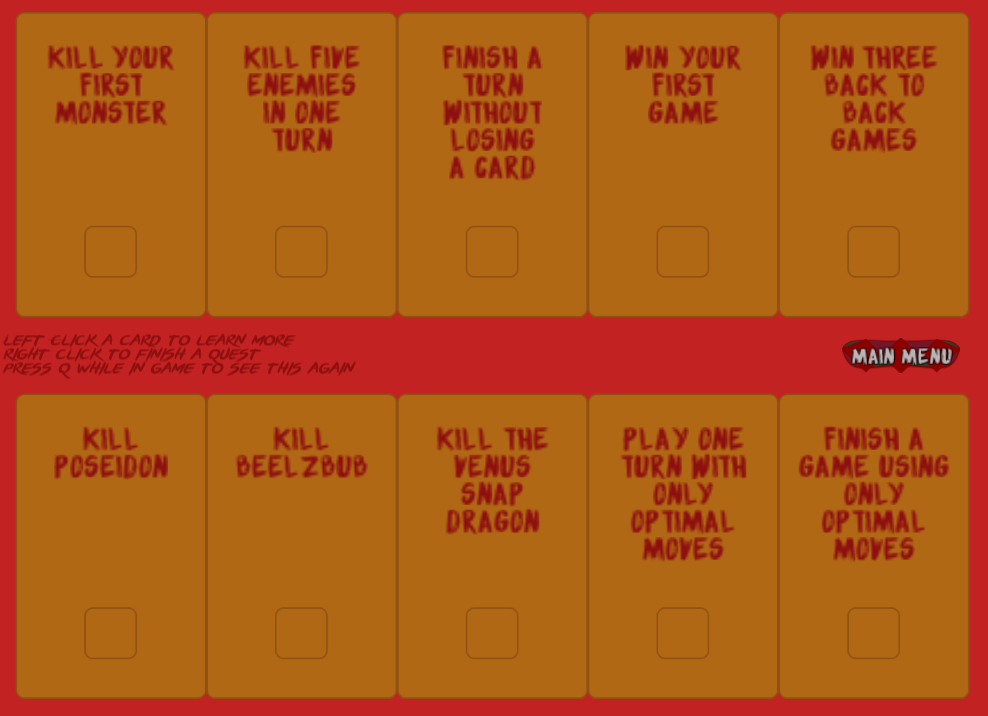 KILL YOUR
FIRST
MONSTER
KILL FIVE
ENEMIES
IN ONE
TURN
FINISH A
TURN
WITHOUT
LOSING
A CARD
WIN YOUR
FIRST
GAME
WIN THREE
BACK TO
BACK
GAMES
LEFT CLICK A CARD TO LEARN MORE
RIGHT CLICK TO FINISH A QUEST
PRESS Q WHILE IN GAME TO SEE THIS AGAIN
MAIN MENU
KILL
POSEIDON
KILL
BEELZBUB
KILL THE
VENUS
SNAP
DRAGON
PLAY ONE
TURN WITH
ONLY
OPTIMAL
MOVES
FINISH A
GAME USING
ONLY
OPTIMAL
MOVES